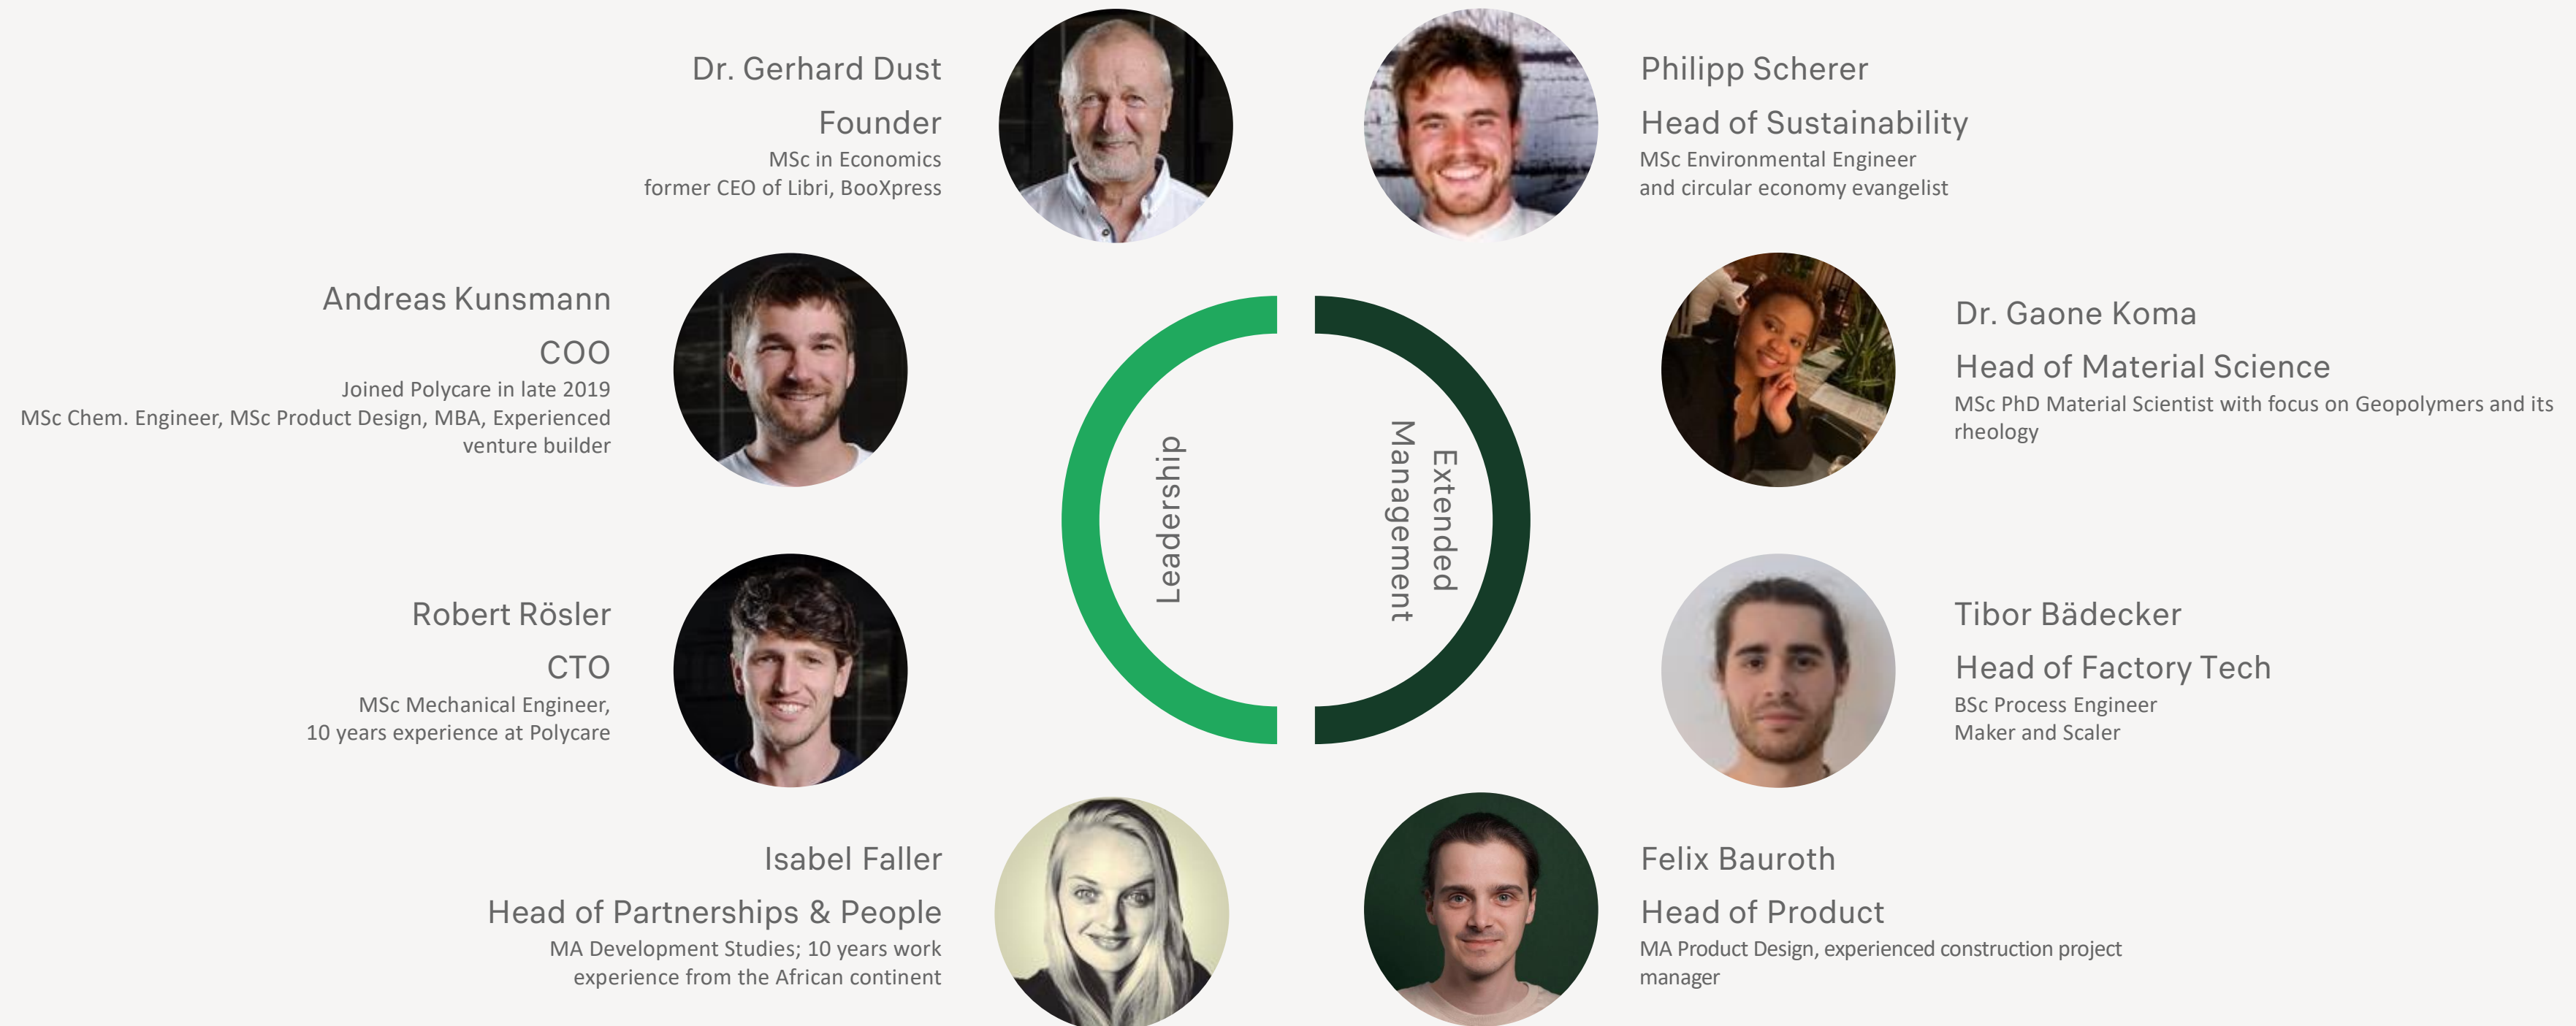 Dr. Gerhard Dust
Founder
MSc in Economics
former CEO of Libri, BooXpress
Andreas Kunsmann
COO
Joined Polycare in late 2019
MSc Chem. Engineer, MSc Product Design, MBA, Experienced
venture builder
Robert Rösler
CTO
MSc Mechanical Engineer,
10 years experience at Polycare
Isabel Faller
Head of Partnerships & People
MA Development Studies; 10 years work
experience from the African continent
Leadership
Extended
Management
Philipp Scherer
Head of Sustainability
MSc Environmental Engineer
and circular economy evangelist
Dr. Gaone Koma
Head of Material Science
MSc PhD Material Scientist with focus on Geopolymers and its
rheology
Tibor Bädecker
Head of Factory Tech
BSc Process Engineer
Maker and Scaler
Felix Bauroth
Head of Product
MA Product Design, experienced construction project
manager